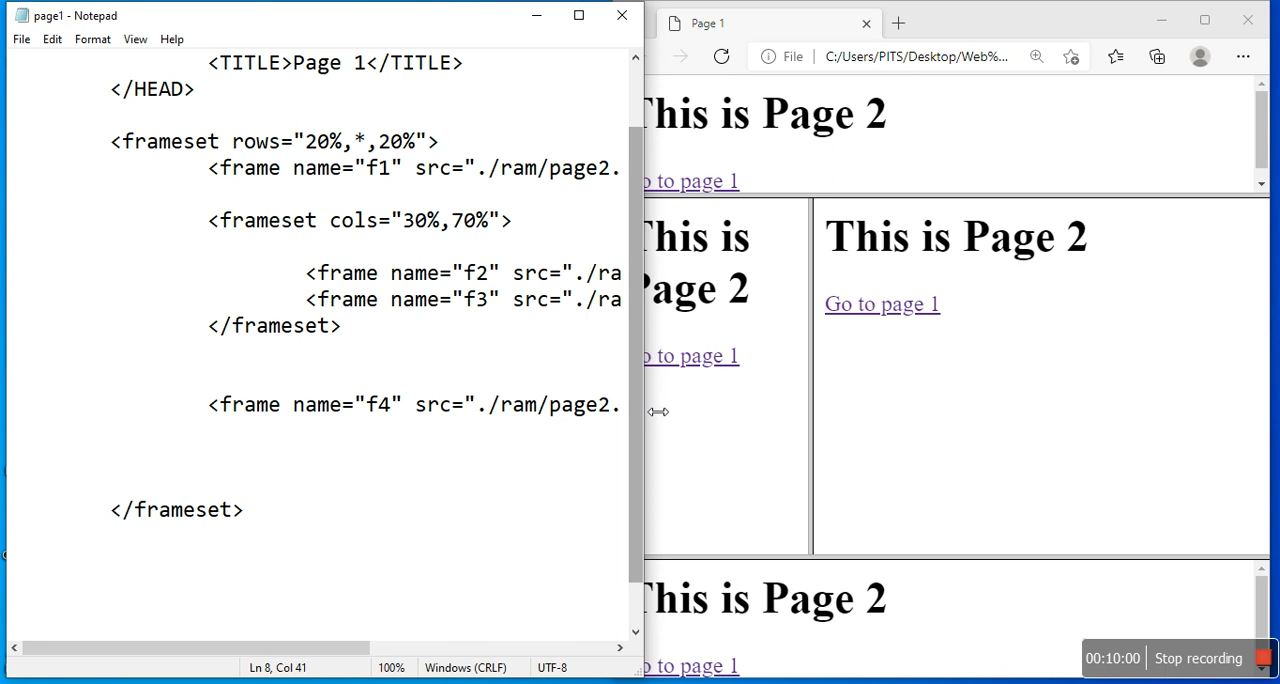 page1 - Notepad
File Edit Format View Help
<TITLE>Page 1</TITLE>
</HEAD>
<frameset rows="20%,*,20%">
<frame name="f1" src="./ram/page2.
<frameset cols="30%,70%">
<frame name="f2" src="./ra
<frame name="f3" src="./ra
</frameset>
<frame name="f4" src="./ram/page2.
</frameset>
Ln 8, Col 41 100% Windows (CRLF) UTF-8
Page 1
File C:/Users/PITS/Desktop/Web%...
This is Page 2
o to page 1
This is
Page 2
o to page 1
This is Page 2
Go to page 1
This is Page 2
o to page 1
00:10:00 Stop recording